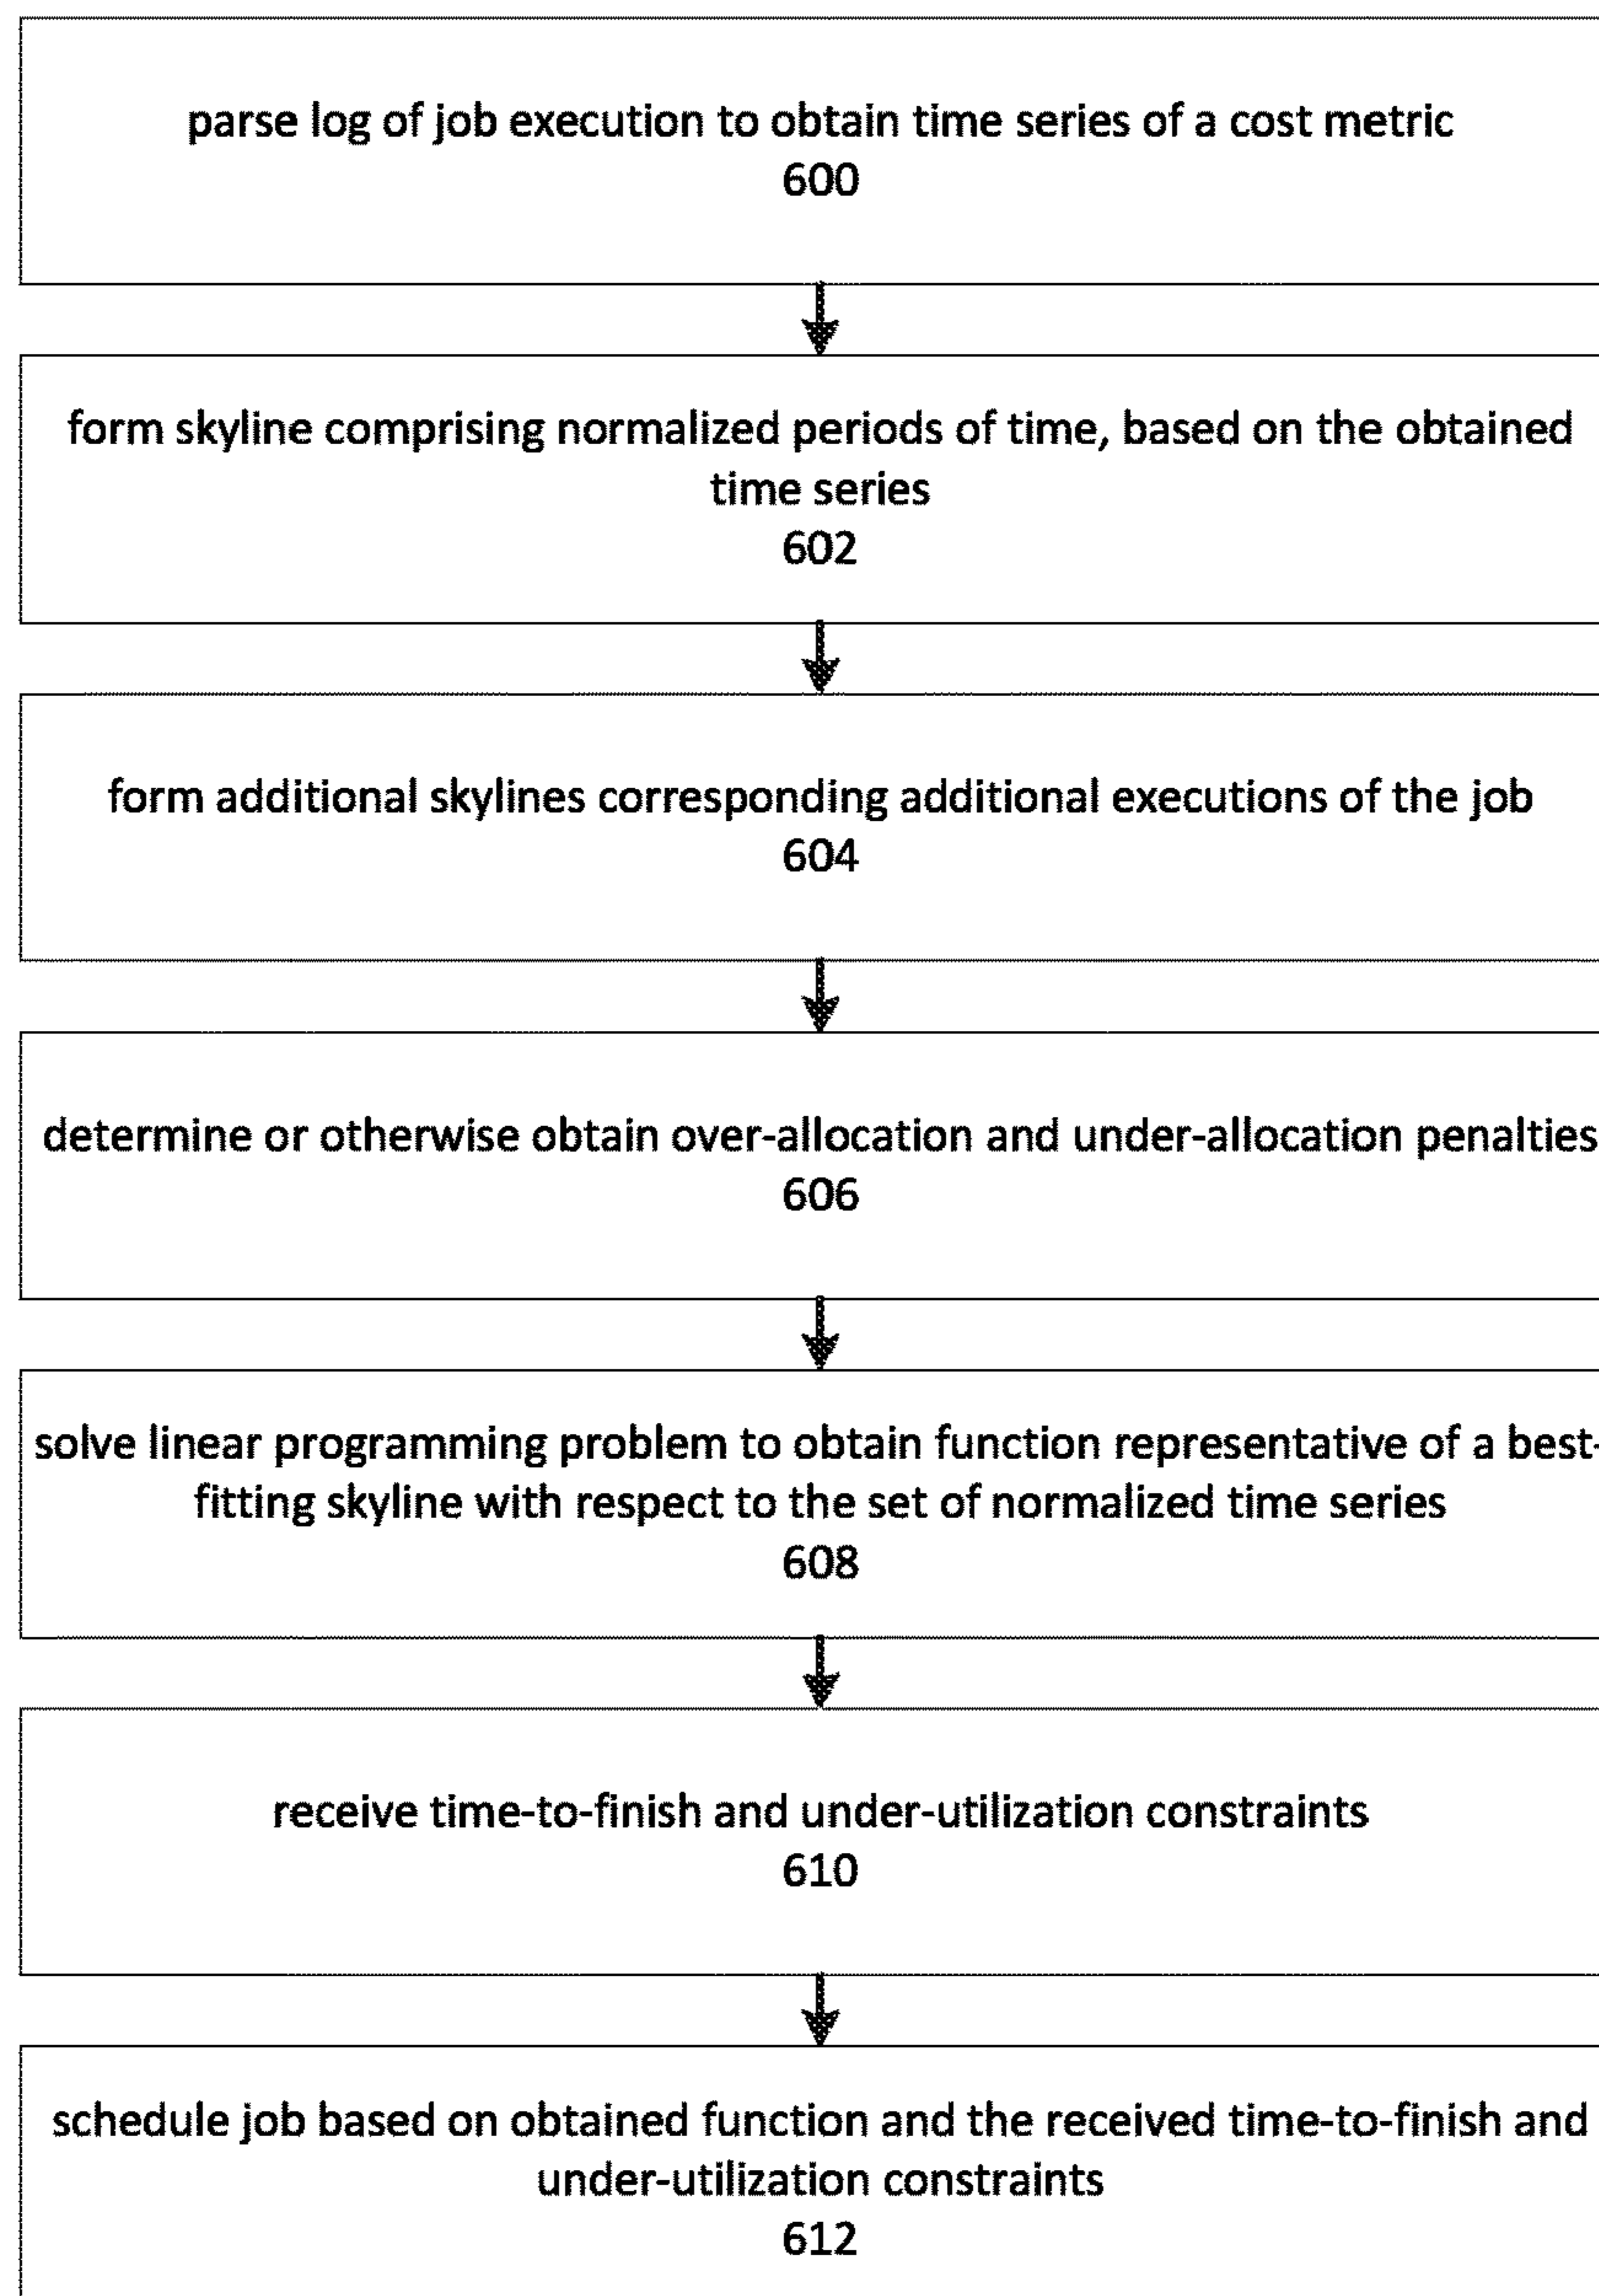 parse log of job execution to obtain time series of a cost metric
600
form skyline comprising normalized periods of time, based on the obtained
time series
602
form additional skylines corresponding additional executions of the job
604
determine or otherwise obtain over-allocation and under-allocation penalties
606
solve linear programming problem to obtain function representative of a best-
fitting skyline with respect to the set of normalized time series
608
receive time-to-finish and under-utilization constraints
610
schedule job based on obtained function and the received time-to-finish and
under-utilization constraints
612